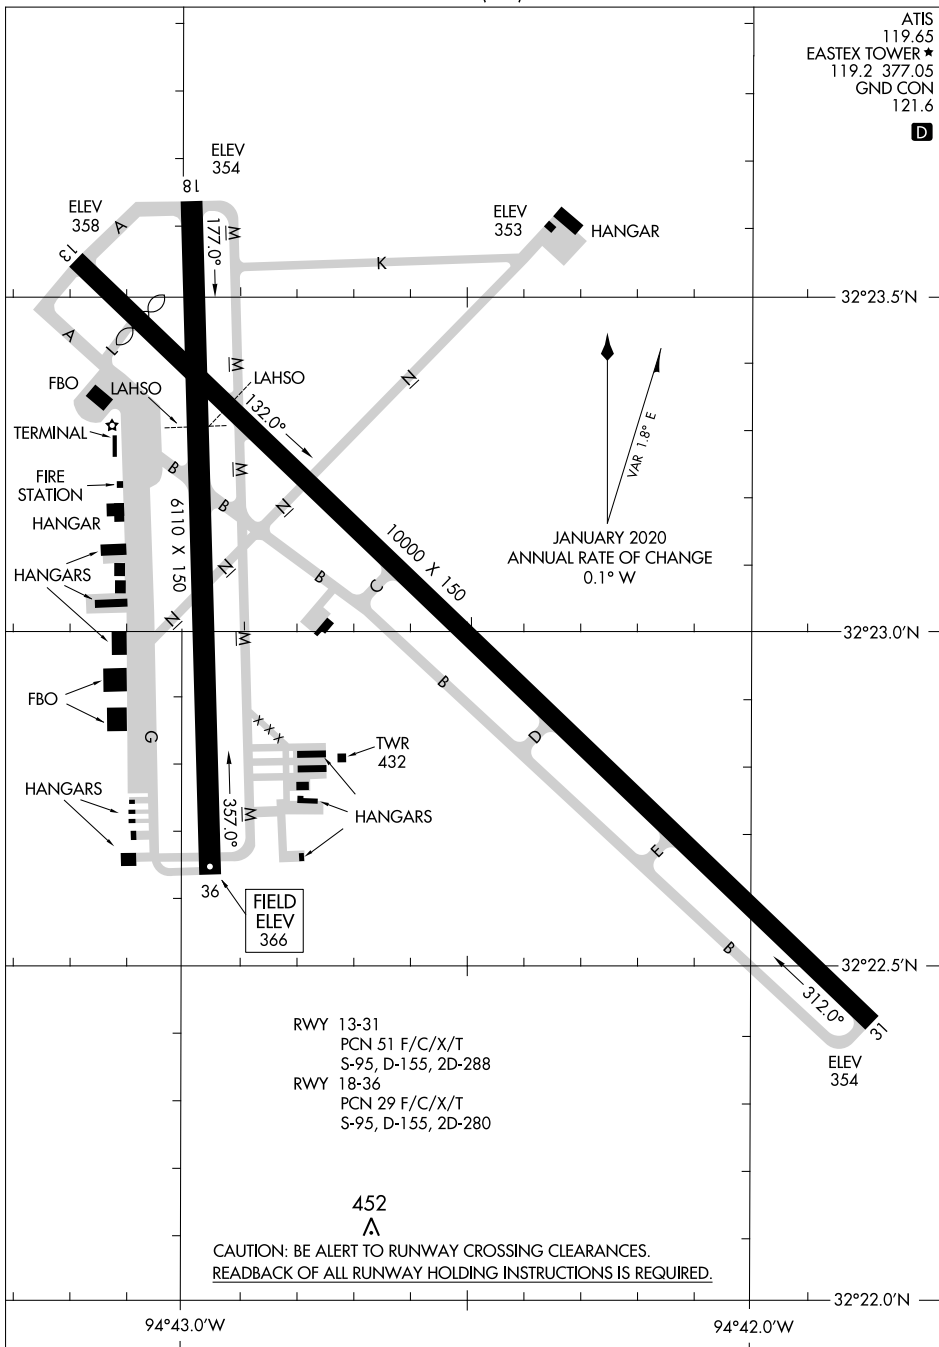 ATIS
119.65
EASTEX TOWER ★
119.2 377.05
GND CON
121.6
D
ELEV
354
18
ELEV
358
13
A
177.0°
M
ELEV
353
HANGAR
K
32°23.5'N
A
L
M
N
FBO
LAHSO
LAHSO
132.0°
VAR 1.8° E
TERMINAL
B
M
FIRE
STATION
HANGAR
6110 X 150
B
N
10000 X 150
JANUARY 2020
ANNUAL RATE OF CHANGE
0.1° W
HANGARS
N
B
C
N
M
32°23.0'N
FBO
B
G
X X X
D
TWR
432
HANGARS
357.0°
M
HANGARS
E
36
FIELD
ELEV
366
B
32°22.5'N
312.0°
31
ELEV
354
RWY 13-31
PCN 51 F/C/X/T
S-95, D-155, 2D-288
RWY 18-36
PCN 29 F/C/X/T
S-95, D-155, 2D-280
452
CAUTION: BE ALERT TO RUNWAY CROSSING CLEARANCES.
READBACK OF ALL RUNWAY HOLDING INSTRUCTIONS IS REQUIRED.
32°22.0'N
94°43.0'W
94°42.0'W